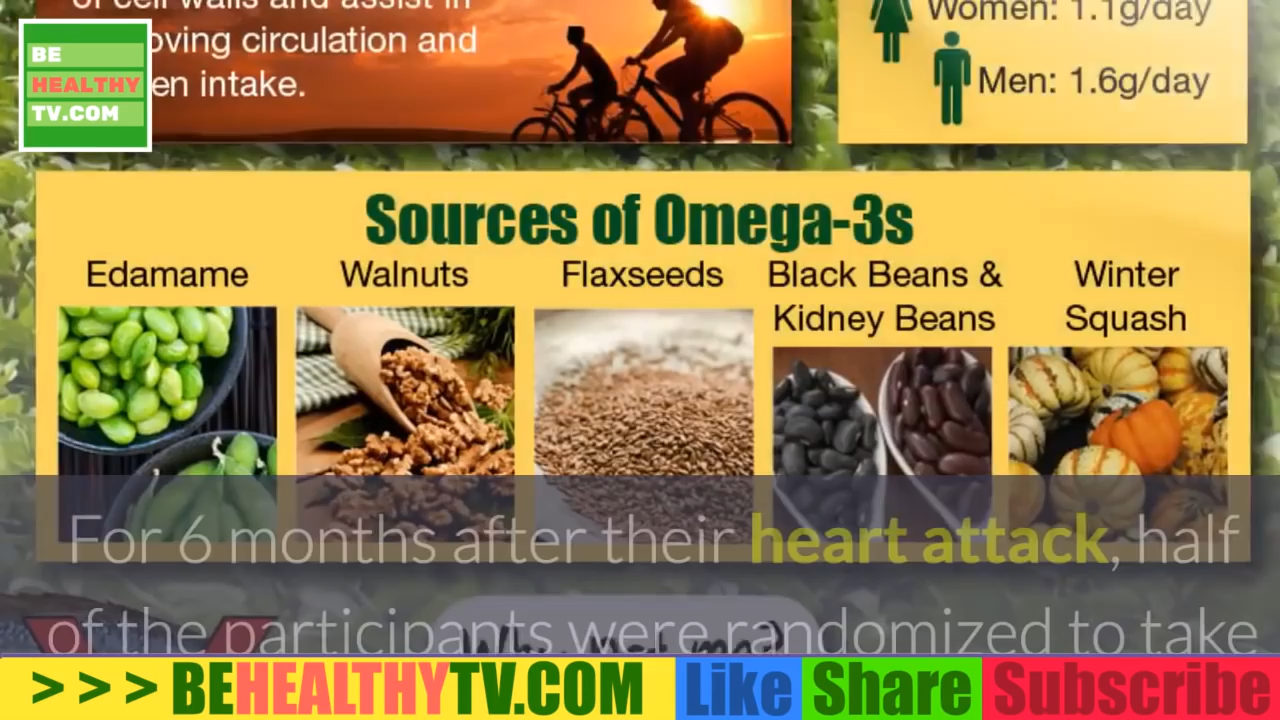 of cell walls and assist in
oving circulation and
en intake.
Women: 1.1g/day
Men: 1.6g/day
BE
HEALTHY
TV.COM
Sources of Omega-3s
Edamame
Walnuts
Flaxseeds
Black Beans &
Kidney Beans
Winter
Squash
For 6 months after their heart attack, half
of the participants were randomized to take
> > > BEHEALTHYTV.COM Like Share Subscribe